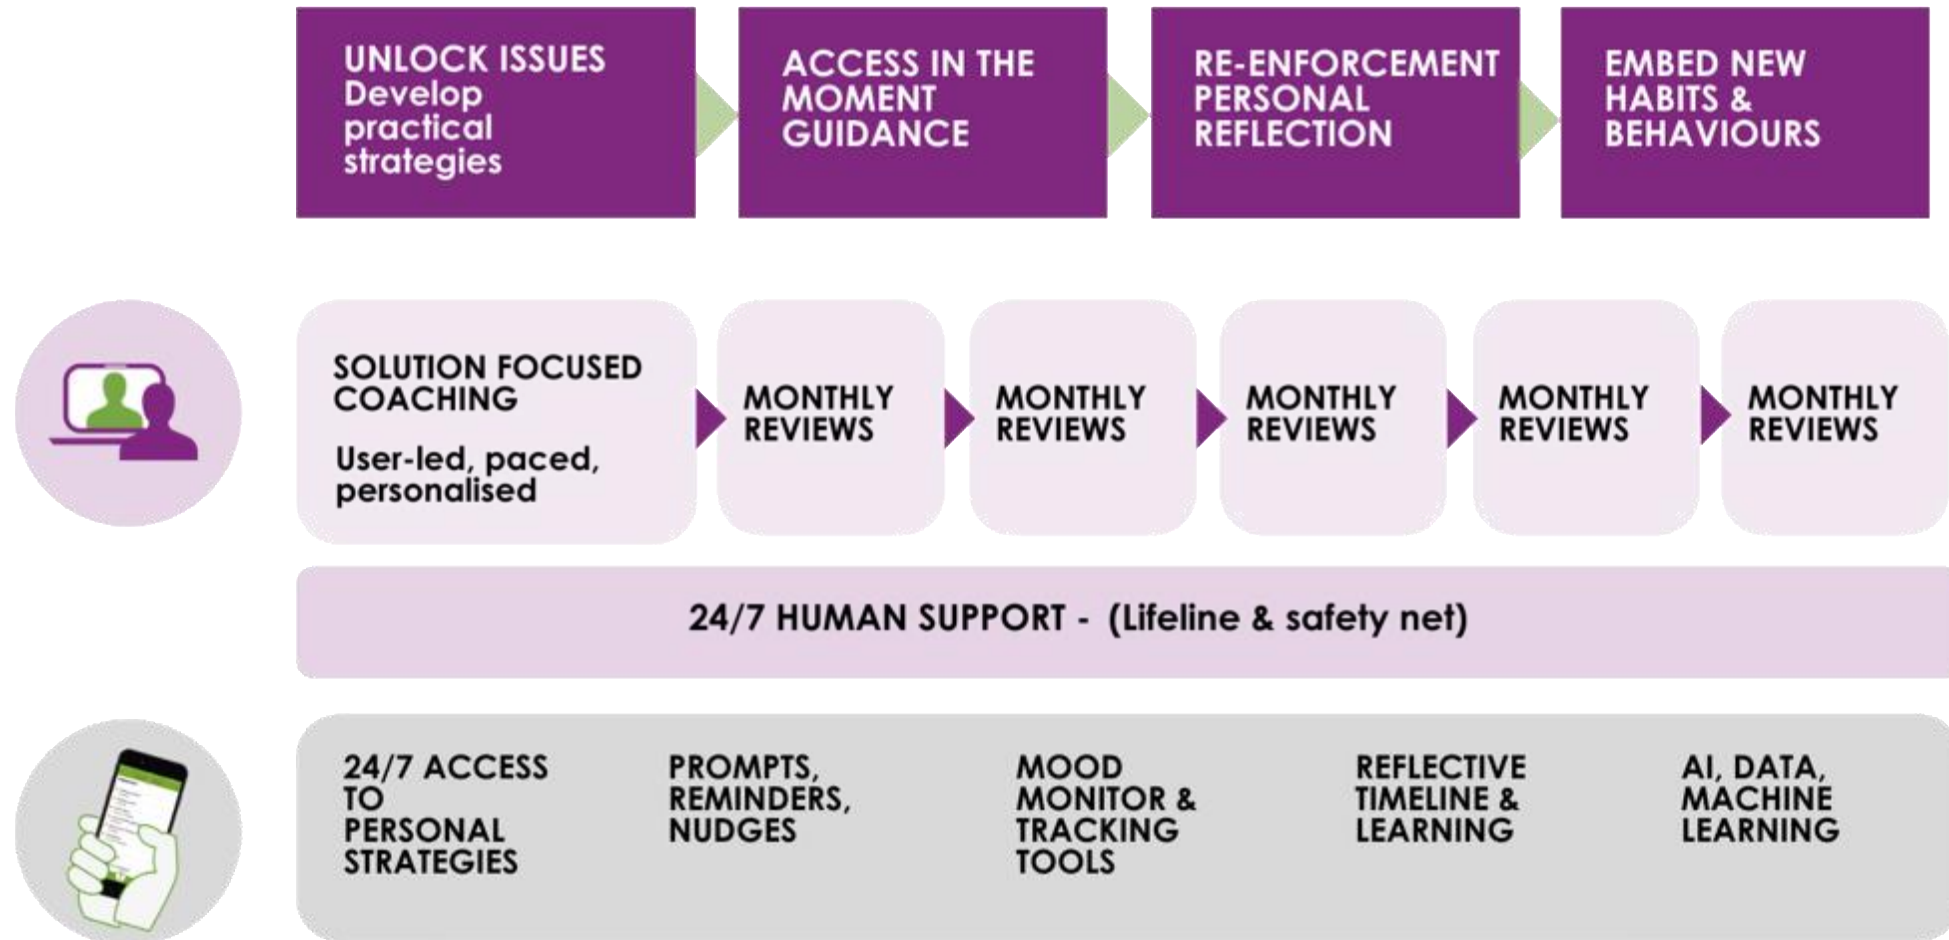 UNLOCK ISSUES
Develop
practical
strategies
ACCESS IN THE
MOMENT
GUIDANCE
RE-ENFORCEMENT
PERSONAL
REFLECTION
EMBED NEW
HABITS &
BEHAVIOURS
SOLUTION FOCUSED
COACHING
User-led, paced,
personalised
MONTHLY
REVIEWS
MONTHLY
REVIEWS
MONTHLY
REVIEWS
MONTHLY
REVIEWS
MONTHLY
REVIEWS
24/7 HUMAN SUPPORT - (Lifeline & safety net)
24/7 ACCESS
TO
PERSONAL
STRATEGIES
PROMPTS,
REMINDERS,
NUDGES
MOOD
MONITOR &
TRACKING
TOOLS
REFLECTIVE
TIMELINE &
LEARNING
AI, DATA,
MACHINE
LEARNING